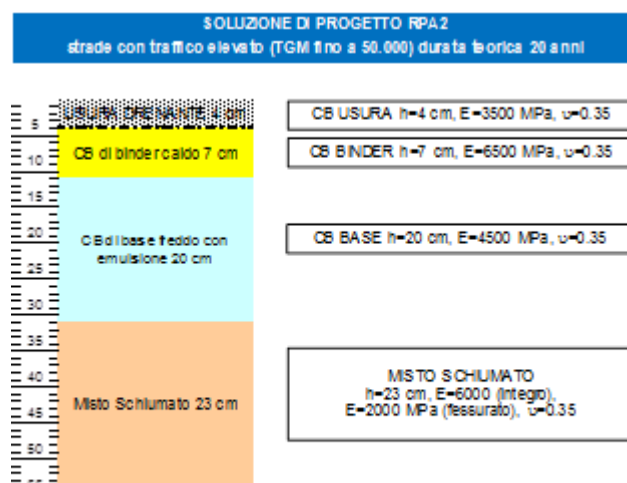 SOLUZIONE DI PROGETTO RPA2
strade con traffico elevato (TGM fino a 50.000) durata teorica 20 anni
USURA DRENANTE 4 cm
CB USURA h=4 cm, E=3500 MPa, υ=0.35
5
CB di binder caldo 7 cm
CB BINDER h=7 cm, E=6500 MPa, υ=0.35
10
15
20
CB di base freddo con
emulsione 20 cm
CB BASE h=20 cm, E=4500 MPa, υ=0.35
25
30
35
40
MISTO SCHIUMATO
h=23 cm, E=6000 (integro),
E=2000 MPa (fessurato), υ=0.35
Misto Schiumato 23 cm
45
50